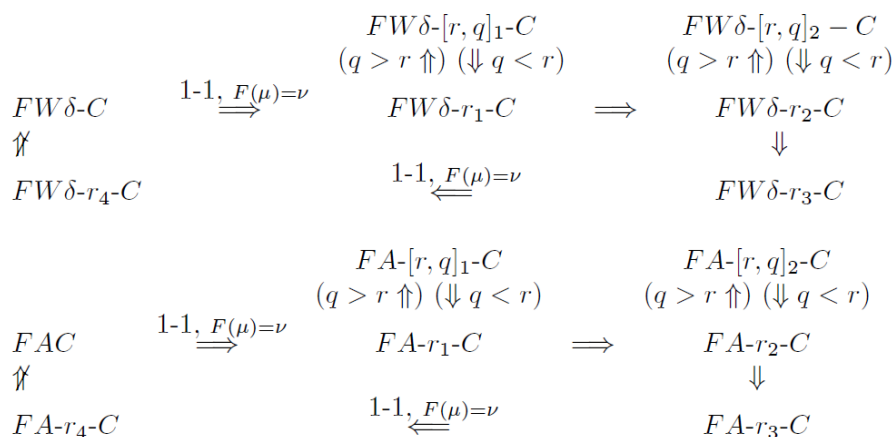 FWδ-[r, q]₁-C FWδ-[r, q]₂ − C
(q > r ⇑) (⇓ q < r) (q > r ⇑) (⇓ q < r)
1-1, F(μ)=ν
FWδ-C ⟹ FWδ-r₁-C ⟹ FWδ-r₂-C
⇑̸ ⇓
1-1, F(μ)=ν
FWδ-r₄-C ⟸ FWδ-r₃-C
FA-[r, q]₁-C FA-[r, q]₂-C
(q > r ⇑) (⇓ q < r) (q > r ⇑) (⇓ q < r)
1-1, F(μ)=ν
FAC ⟹ FA-r₁-C ⟹ FA-r₂-C
⇑̸ ⇓
1-1, F(μ)=ν
FA-r₄-C ⟸ FA-r₃-C